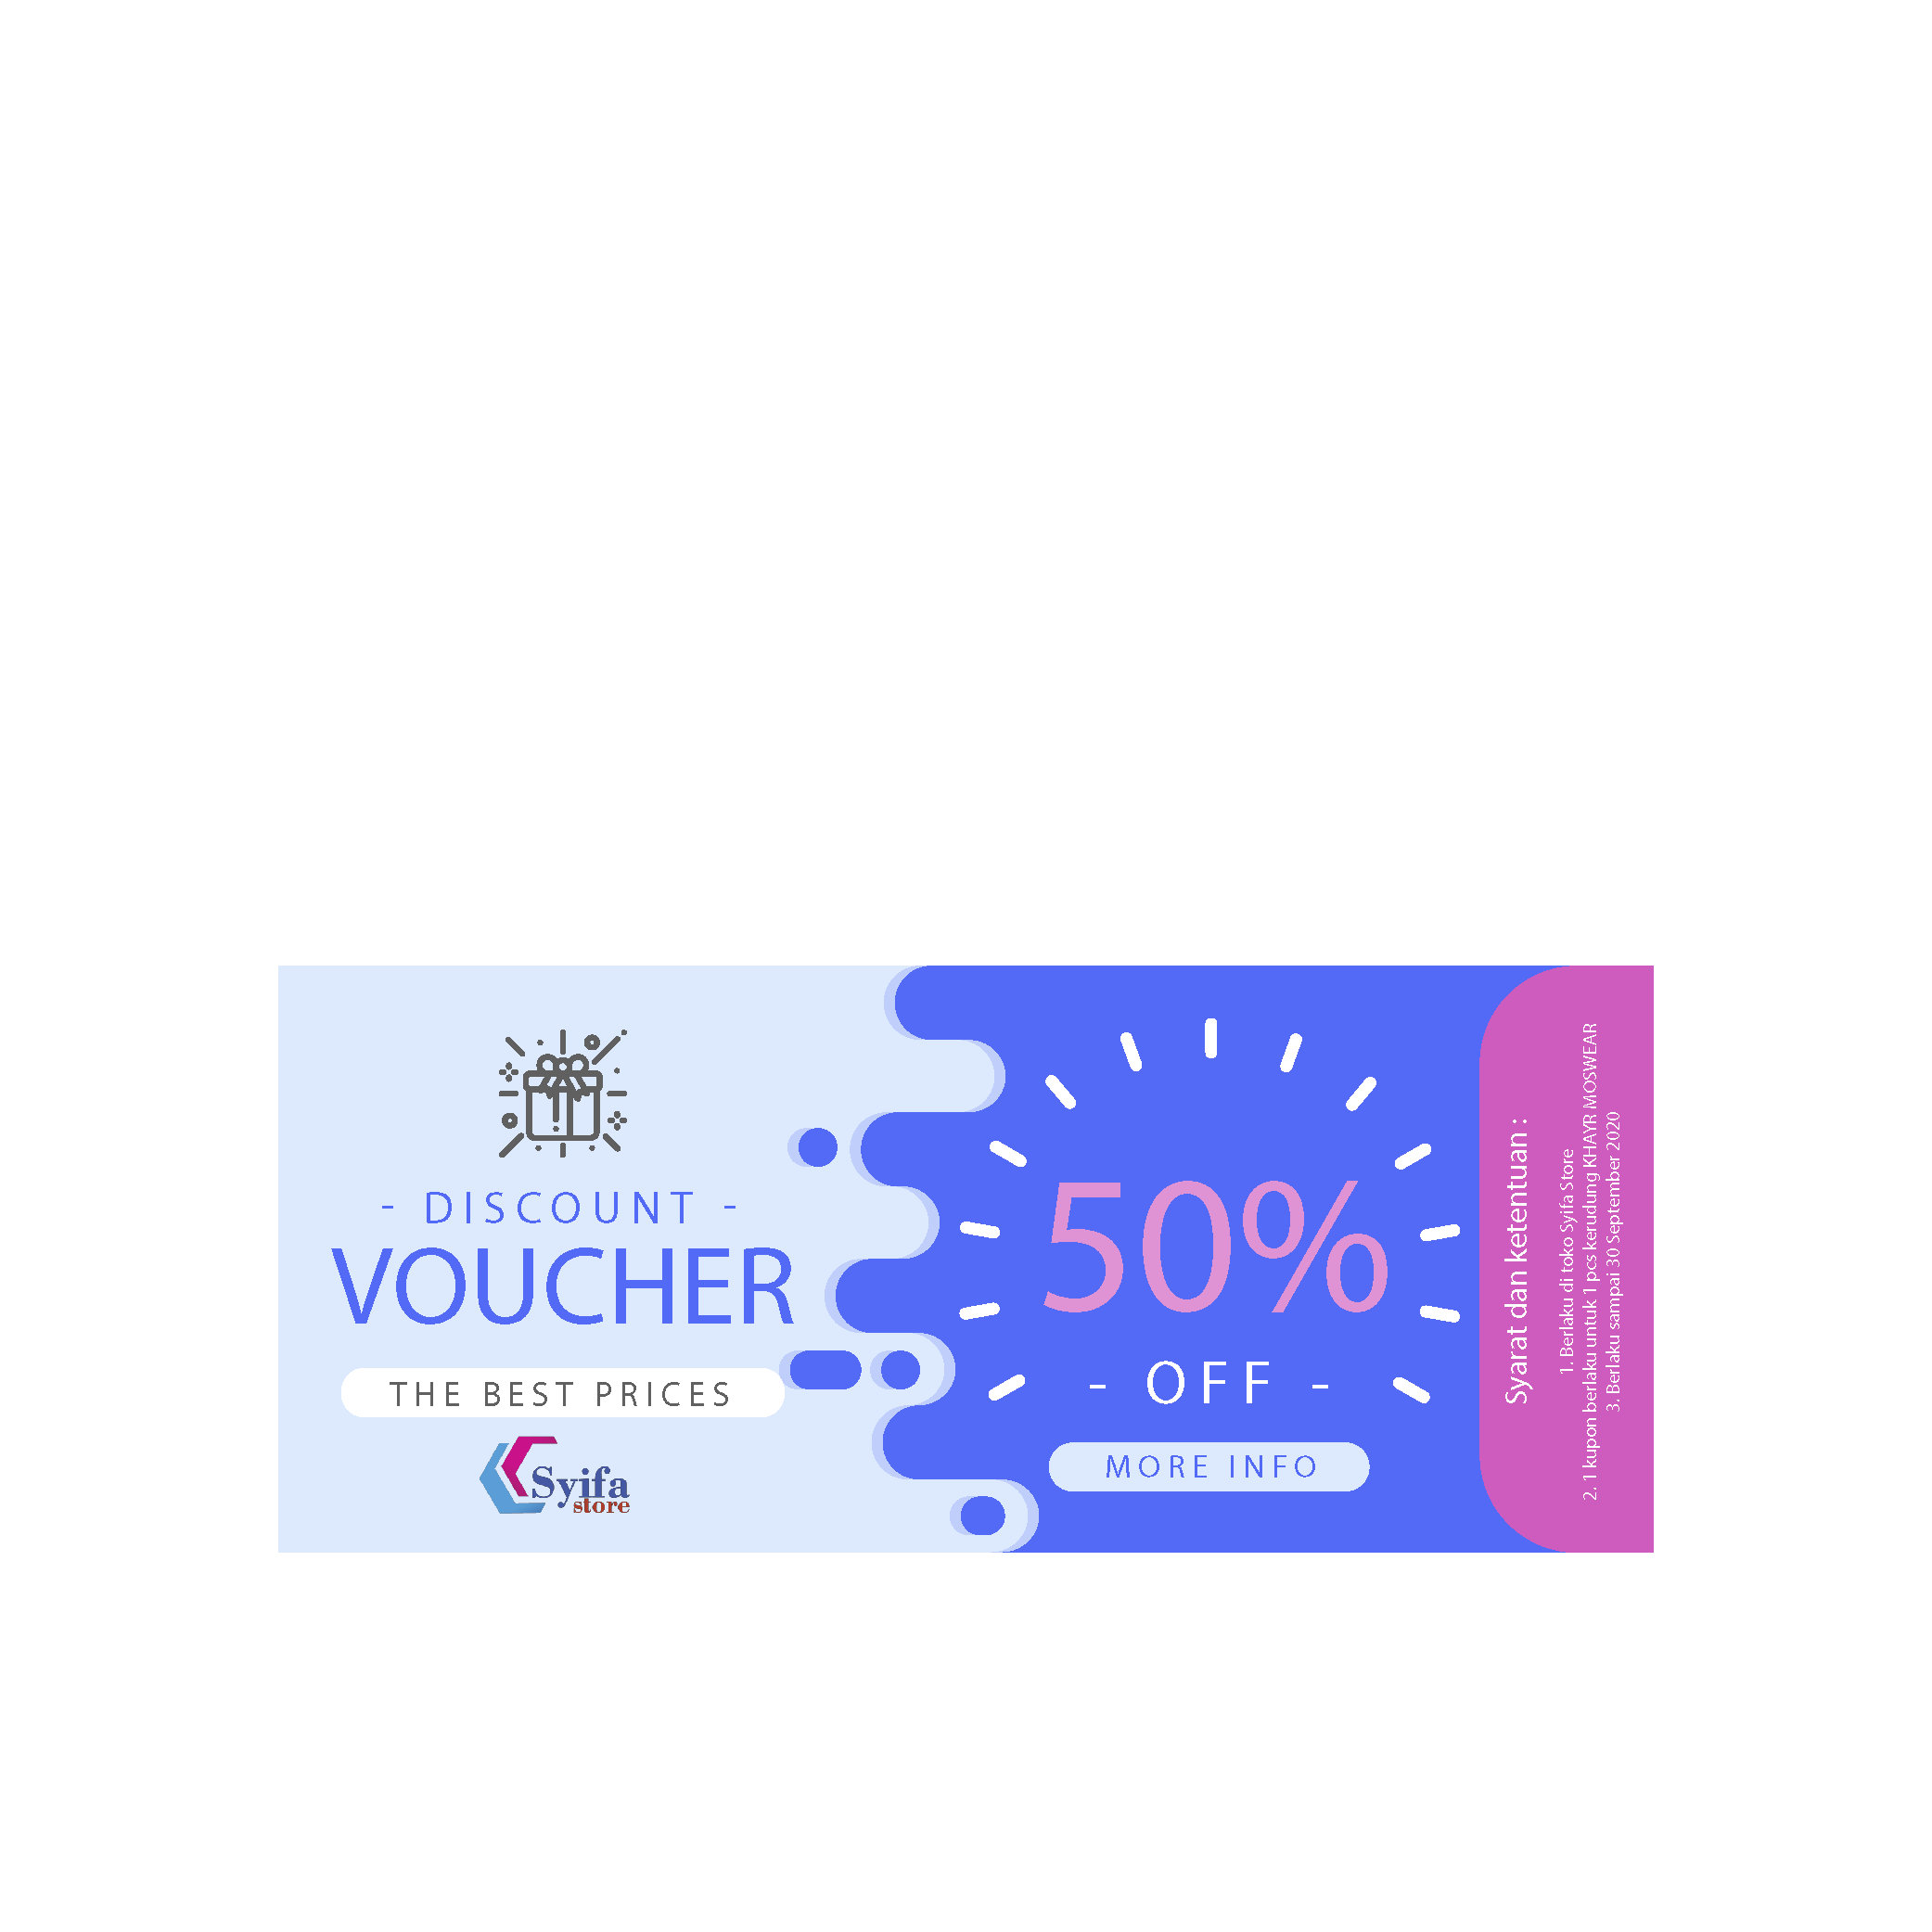 - DISCOUNT -
VOUCHER
THE BEST PRICES
Syifa
store
50%
- OFF -
MORE INFO
Syarat dan ketentuan :
1. Berlaku di toko Syifa Store
2. 1 kupon berlaku untuk 1 pcs kerudung KHAYR MOSWEAR
3. Berlaku sampai 30 September 2020